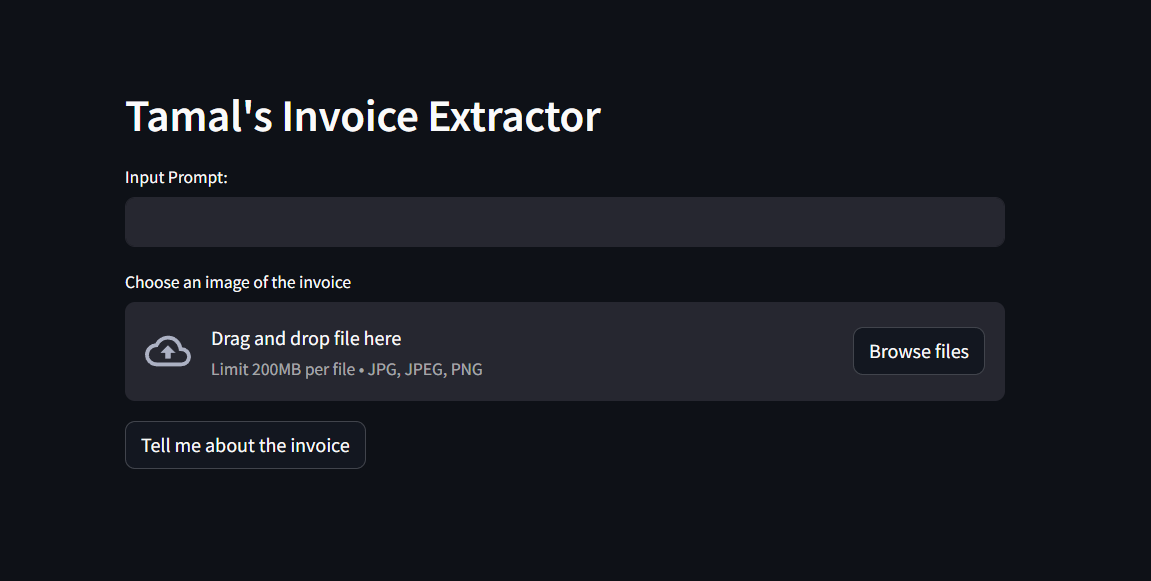 Tamal's Invoice Extractor
Input Prompt:
Choose an image of the invoice
Drag and drop file here
Limit 200MB per file • JPG, JPEG, PNG
Browse files
Tell me about the invoice